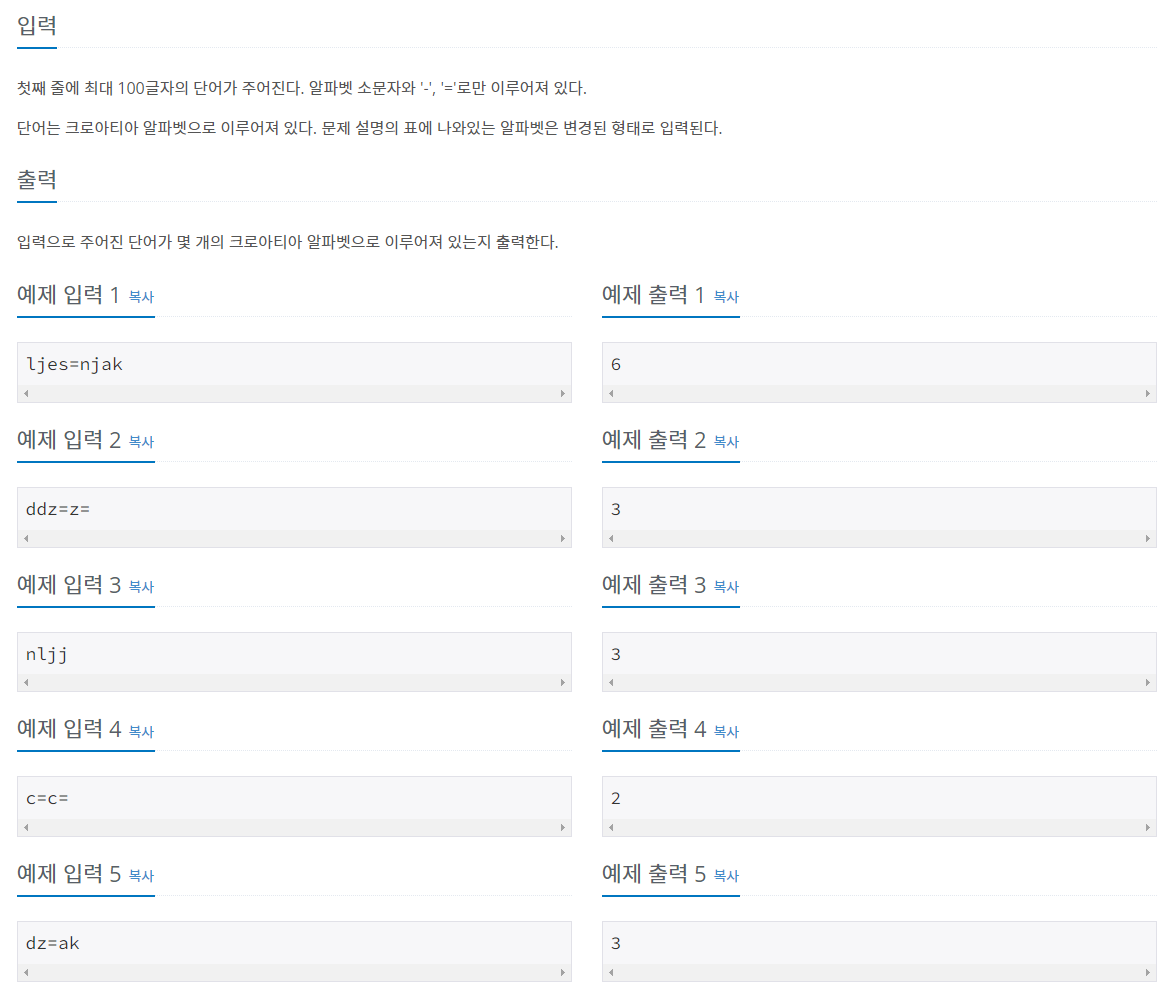 입력
첫째 줄에 최대 100글자의 단어가 주어진다. 알파벳 소문자와 '-', '='로만 이루어져 있다.
단어는 크로아티아 알파벳으로 이루어져 있다. 문제 설명의 표에 나와있는 알파벳은 변경된 형태로 입력된다.
출력
입력으로 주어진 단어가 몇 개의 크로아티아 알파벳으로 이루어져 있는지 출력한다.
예제 입력 1 복사
ljes=njak
예제 출력 1 복사
6
예제 입력 2 복사
ddz=z=
예제 출력 2 복사
3
예제 입력 3 복사
nljj
예제 출력 3 복사
3
예제 입력 4 복사
c=c=
예제 출력 4 복사
2
예제 입력 5 복사
dz=ak
예제 출력 5 복사
3